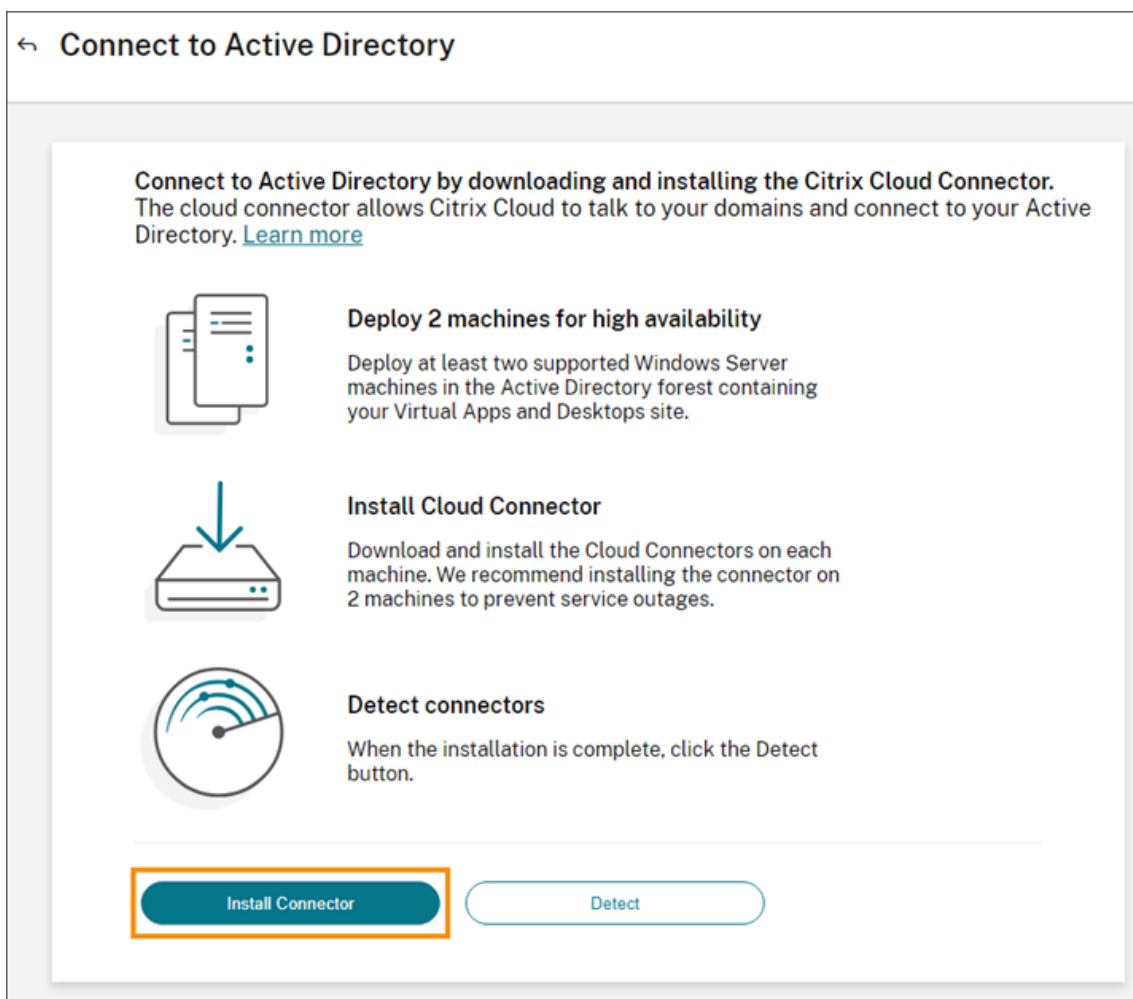 Connect to Active Directory
Connect to Active Directory by downloading and installing the Citrix Cloud Connector.
The cloud connector allows Citrix Cloud to talk to your domains and connect to your Active
Directory. Learn more
Deploy 2 machines for high availability
Deploy at least two supported Windows Server
machines in the Active Directory forest containing
your Virtual Apps and Desktops site.
Install Cloud Connector
Download and install the Cloud Connectors on each
machine. We recommend installing the connector on
2 machines to prevent service outages.
Detect connectors
When the installation is complete, click the Detect
button.
Install Connector
Detect